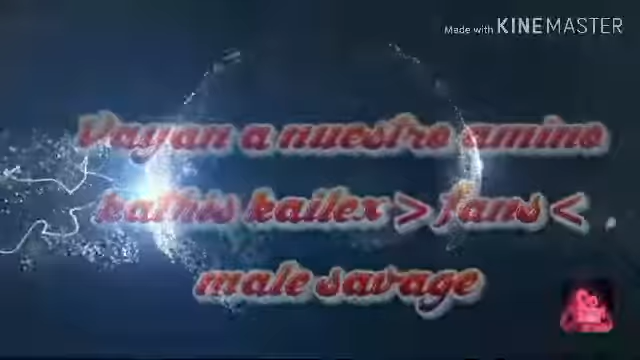 Made with KINEMASTER
Vayan a nuestro amino
kathis kailex > fans <
male savage